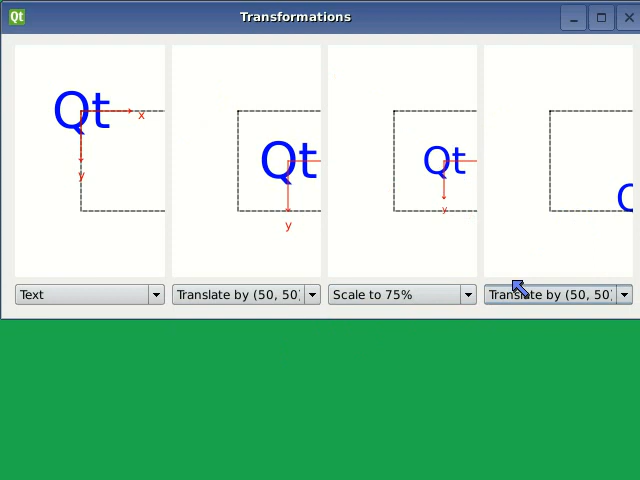 Qt Transformations
Qt
x
y
Qt
y
Qt
y
Text
Translate by (50, 50)
Scale to 75%
Translate by (50, 50)